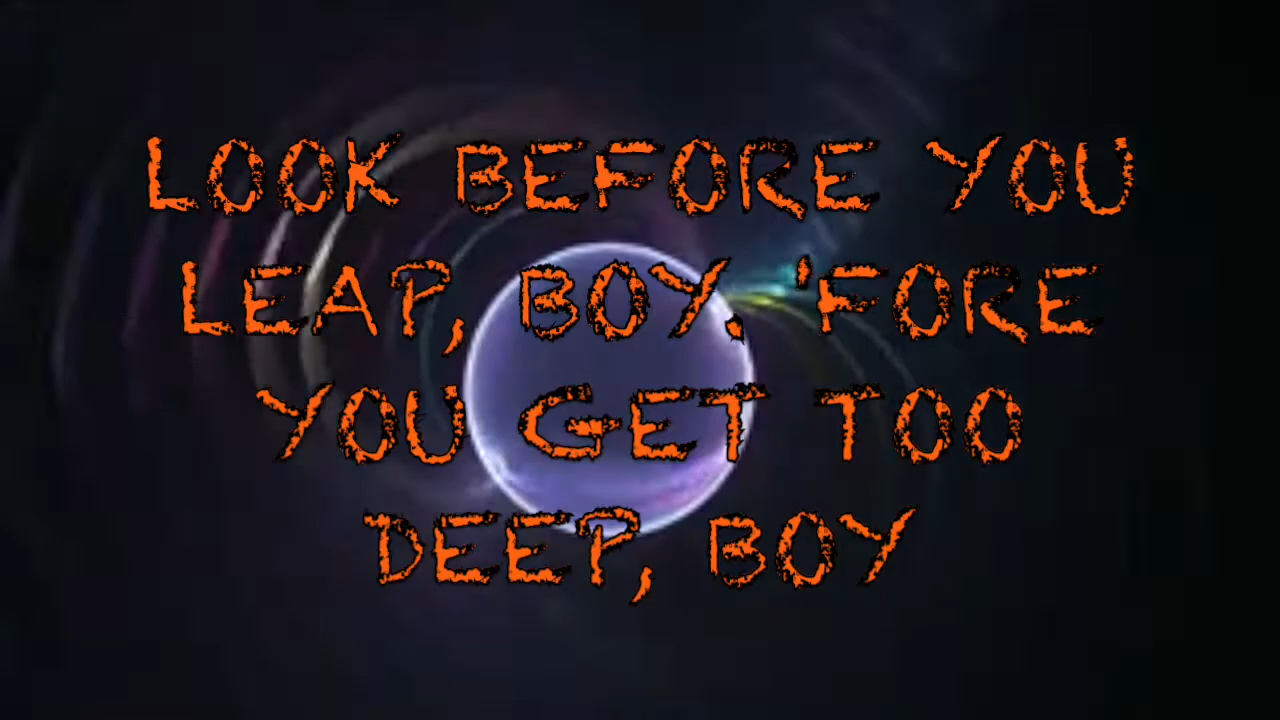 LOOK BEFORE YOU
LEAP, BOY. 'FORE
YOU GET TOO
DEEP, BOY